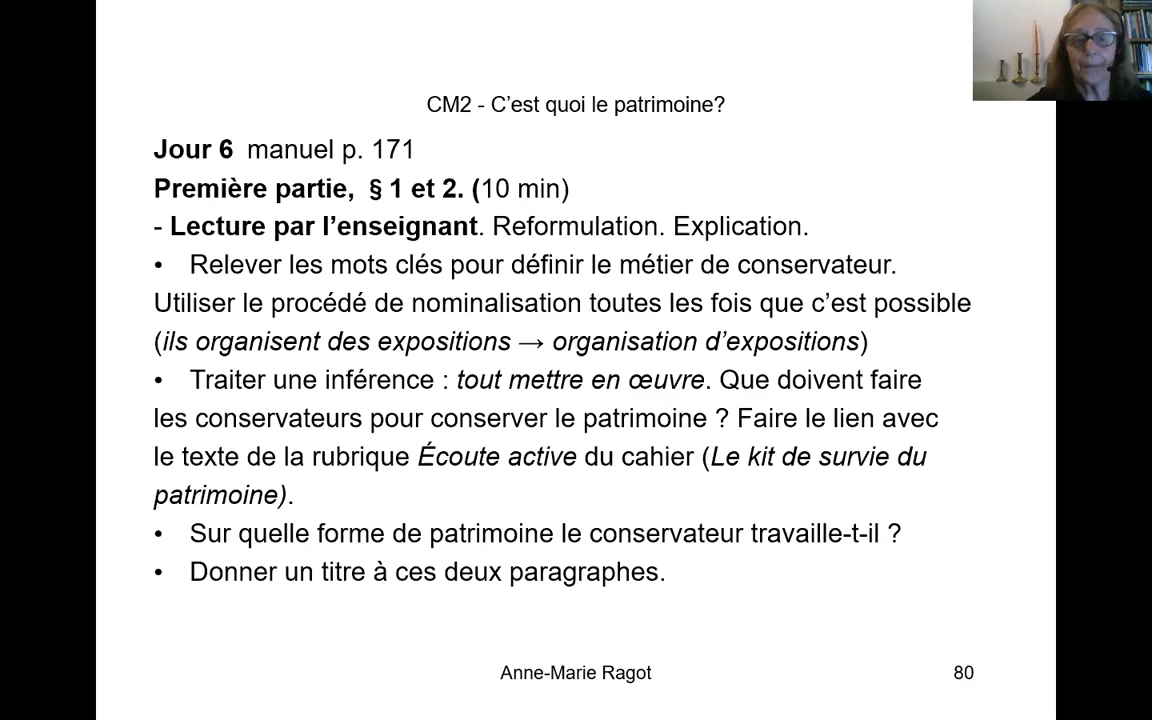 CM2 - C’est quoi le patrimoine?
Jour 6 manuel p. 171
Première partie, § 1 et 2. (10 min)
- Lecture par l’enseignant. Reformulation. Explication.
• Relever les mots clés pour définir le métier de conservateur.
Utiliser le procédé de nominalisation toutes les fois que c’est possible
(ils organisent des expositions → organisation d’expositions)
• Traiter une inférence : tout mettre en œuvre. Que doivent faire
les conservateurs pour conserver le patrimoine ? Faire le lien avec
le texte de la rubrique Écoute active du cahier (Le kit de survie du
patrimoine).
• Sur quelle forme de patrimoine le conservateur travaille-t-il ?
• Donner un titre à ces deux paragraphes.
Anne-Marie Ragot
80